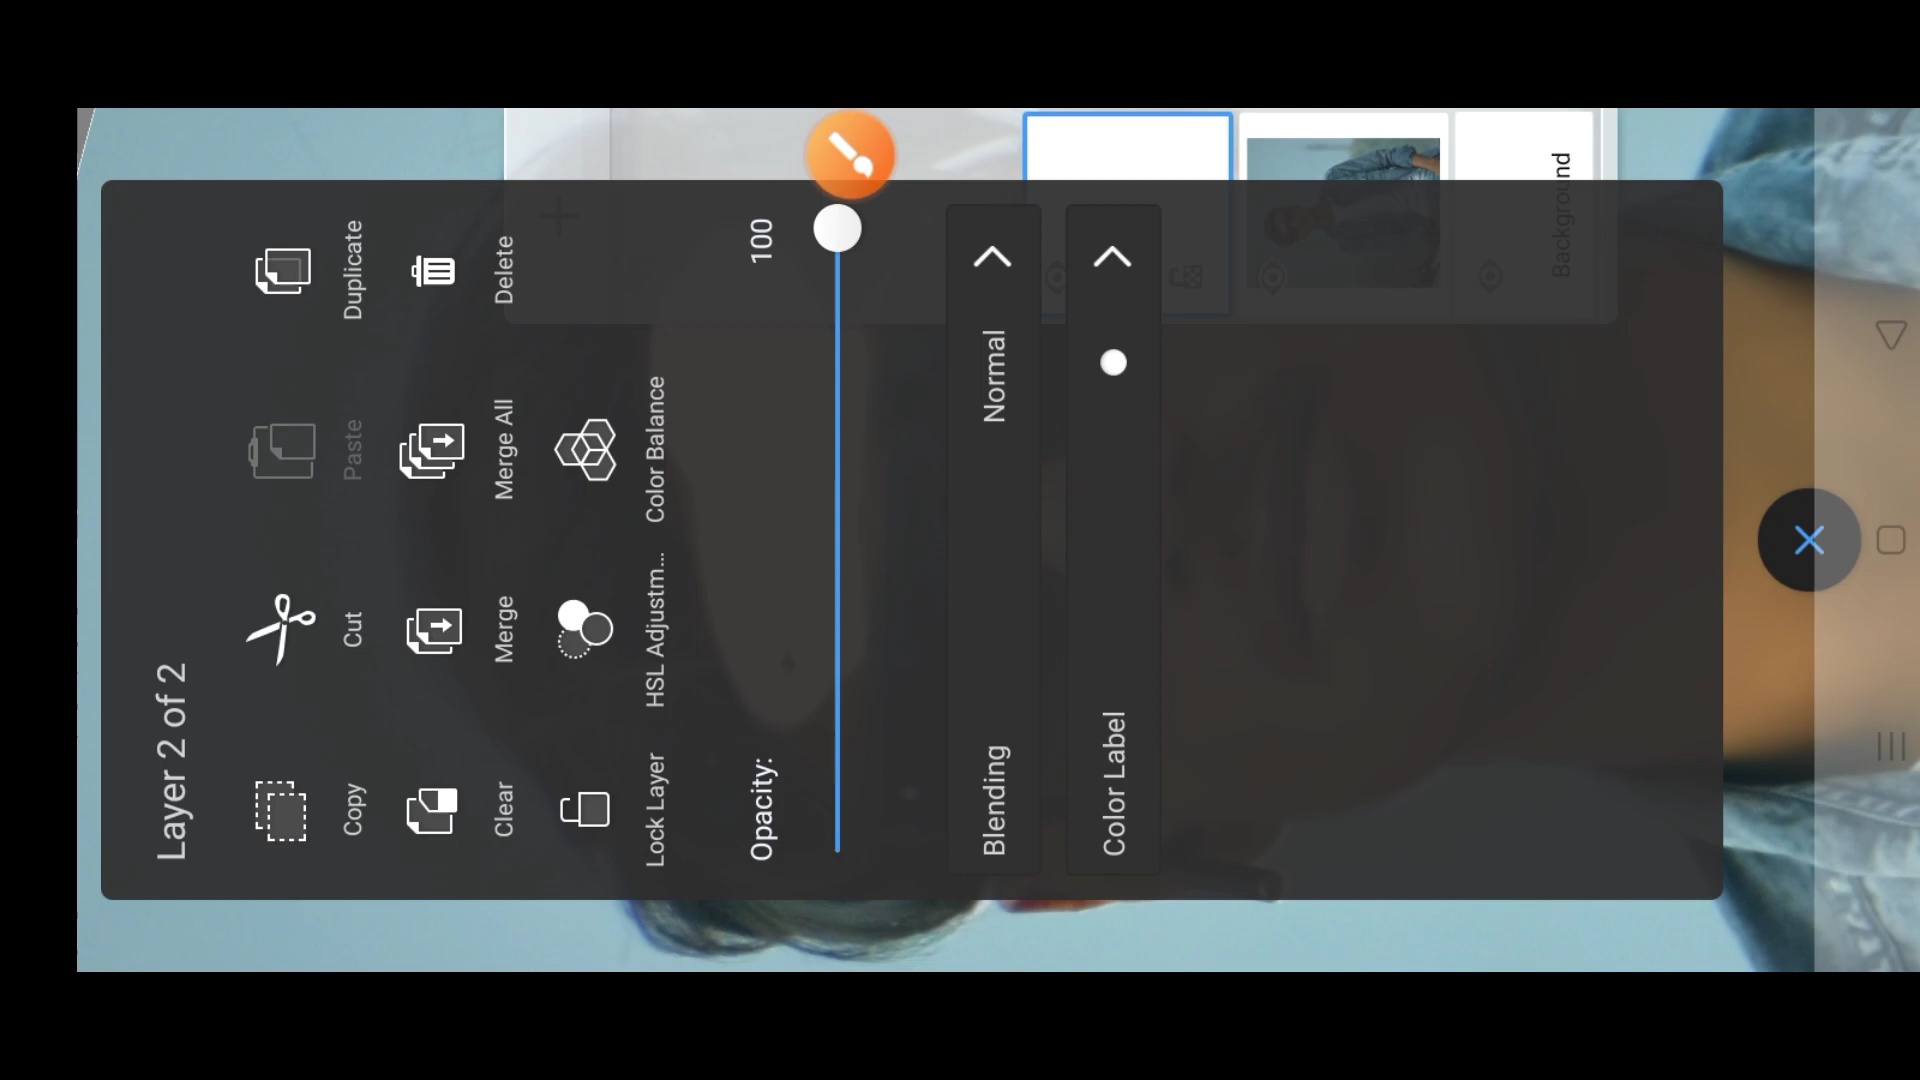 Layer 2 of 2
Copy
Cut
Paste
Duplicate
Clear
Merge
Merge All
Delete
Lock Layer
HSL Adjustm...
Color Balance
Opacity:
100
Blending
Normal
Color Label
Background